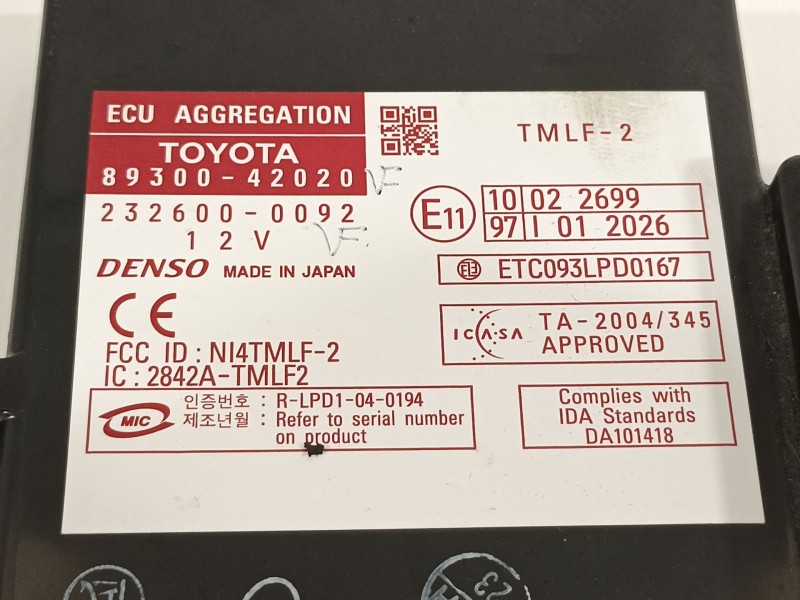 ECU AGGREGATION
TOYOTA
89300-42020 VF
232600-0092
12V VF
DENSO MADE IN JAPAN
CE
FCC ID : NI4TMLF-2
IC : 2842A-TMLF2
MIC 인증번호 : R-LPD1-04-0194
제조년월 : Refer to serial number
on product
TMLF-2
E11
10 02 2699
97 I 01 2026
ETC093LPD0167
ICASA TA-2004/345
APPROVED
Complies with
IDA Standards
DA101418